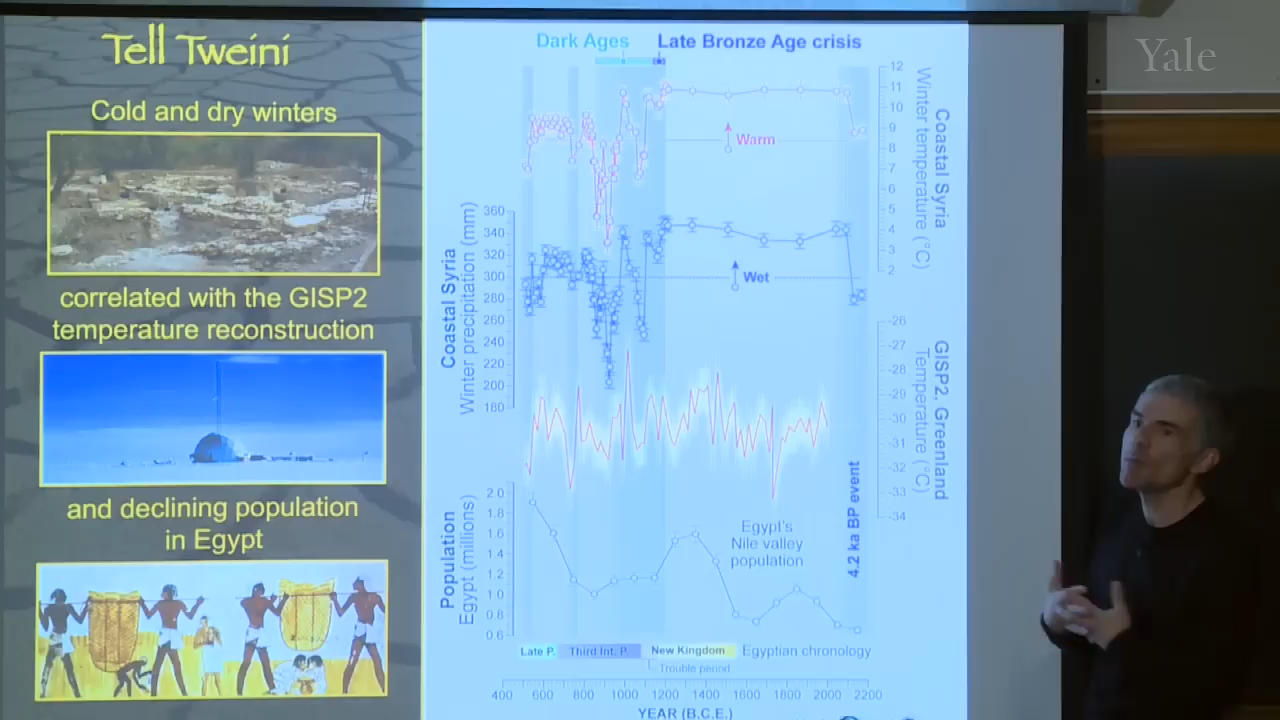 Tell Tweini
Cold and dry winters
correlated with the GISP2
temperature reconstruction
and declining population
in Egypt
Dark Ages
Late Bronze Age crisis
12
11
10
9
8
7
6
5
4
3
2
Winter temperature (°C)
Coastal Syria
Warm
360
340
320
300
280
260
240
220
200
180
Coastal Syria
Winter precipitation (mm)
Wet
-26
-27
-28
-29
-30
-31
-32
-33
-34
GISP2, Greenland
Temperature (°C)
2.0
1.8
1.6
1.4
1.2
1.0
0.8
0.6
Population
Egypt (millions)
Egypt's
Nile valley
population
4.2 ka BP event
Late P.
Third Int. P.
New Kingdom
Egyptian chronology
Trouble period
400 600 800 1000 1200 1400 1600 1800 2000 2200
YEAR (B.C.E.)
Yale